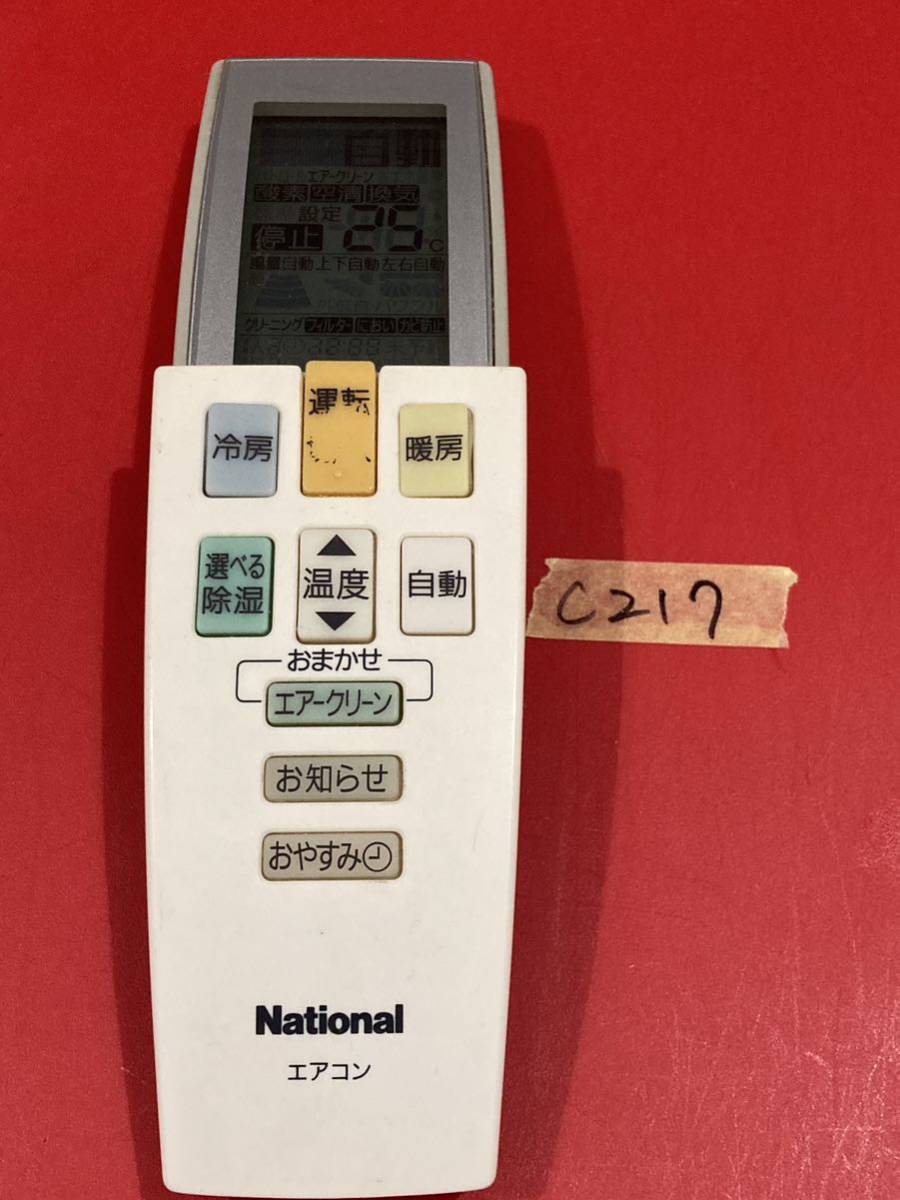 自動
エアークリーン
酸素 空清 換気
設定
停止 25℃
風量自動 上下自動 左右自動
クリーニング フィルター におい カビ防止
運転
冷房
暖房
選べる
除湿
▲
温度
▼
自動
C217
おまかせ
エアークリーン
お知らせ
おやすみ
National
エアコン